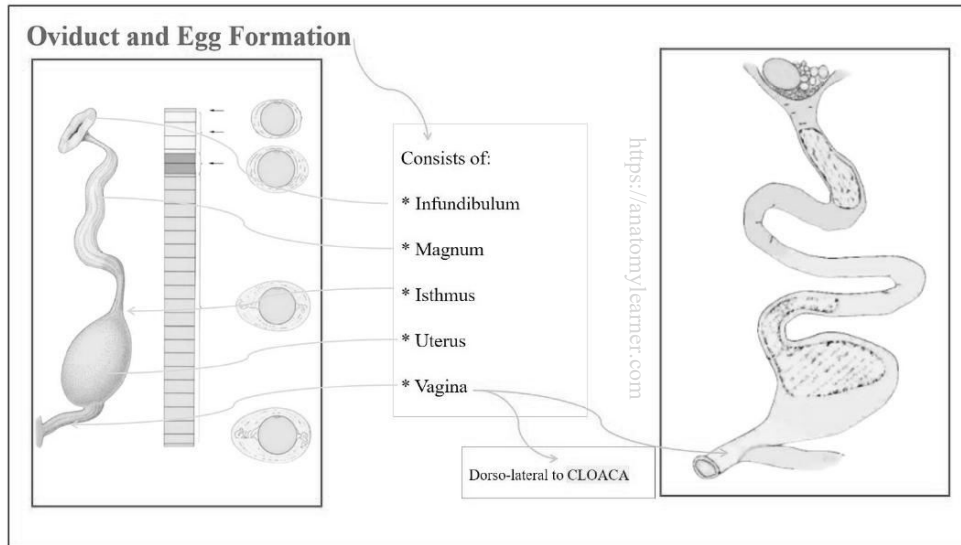 Oviduct and Egg Formation
Consists of:
* Infundibulum
* Magnum
* Isthmus
* Uterus
* Vagina
Dorso-lateral to CLOACA
https://anatomylearner.com